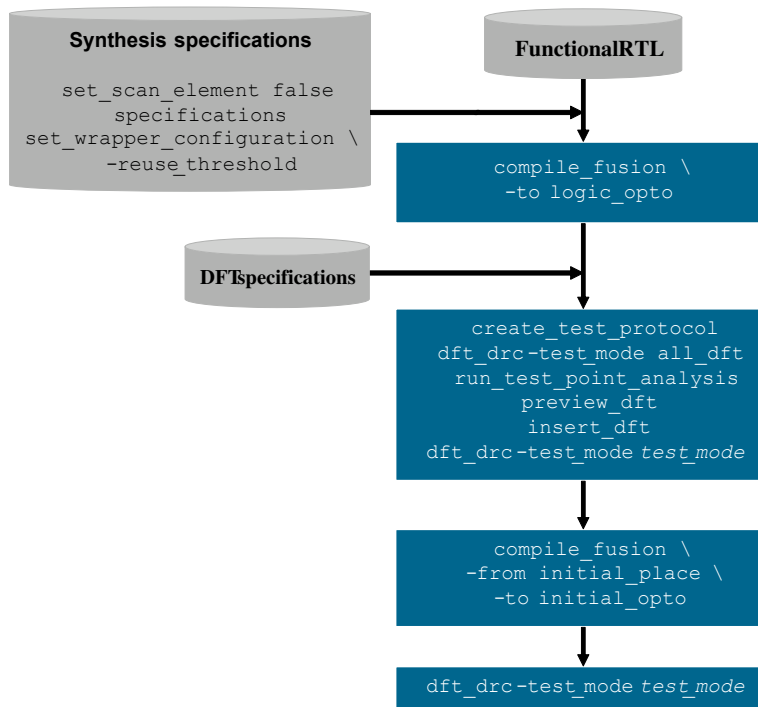 Synthesis specifications
set_scan_element false
specifications
set_wrapper_configuration \
-reuse_threshold
FunctionalRTL
compile_fusion \
-to logic_opto
DFTspecifications
create_test_protocol
dft_drc-test_mode all_dft
run_test_point_analysis
preview_dft
insert_dft
dft_drc-test_mode test_mode
compile_fusion \
-from initial_place \
-to initial_opto
dft_drc-test_mode test_mode